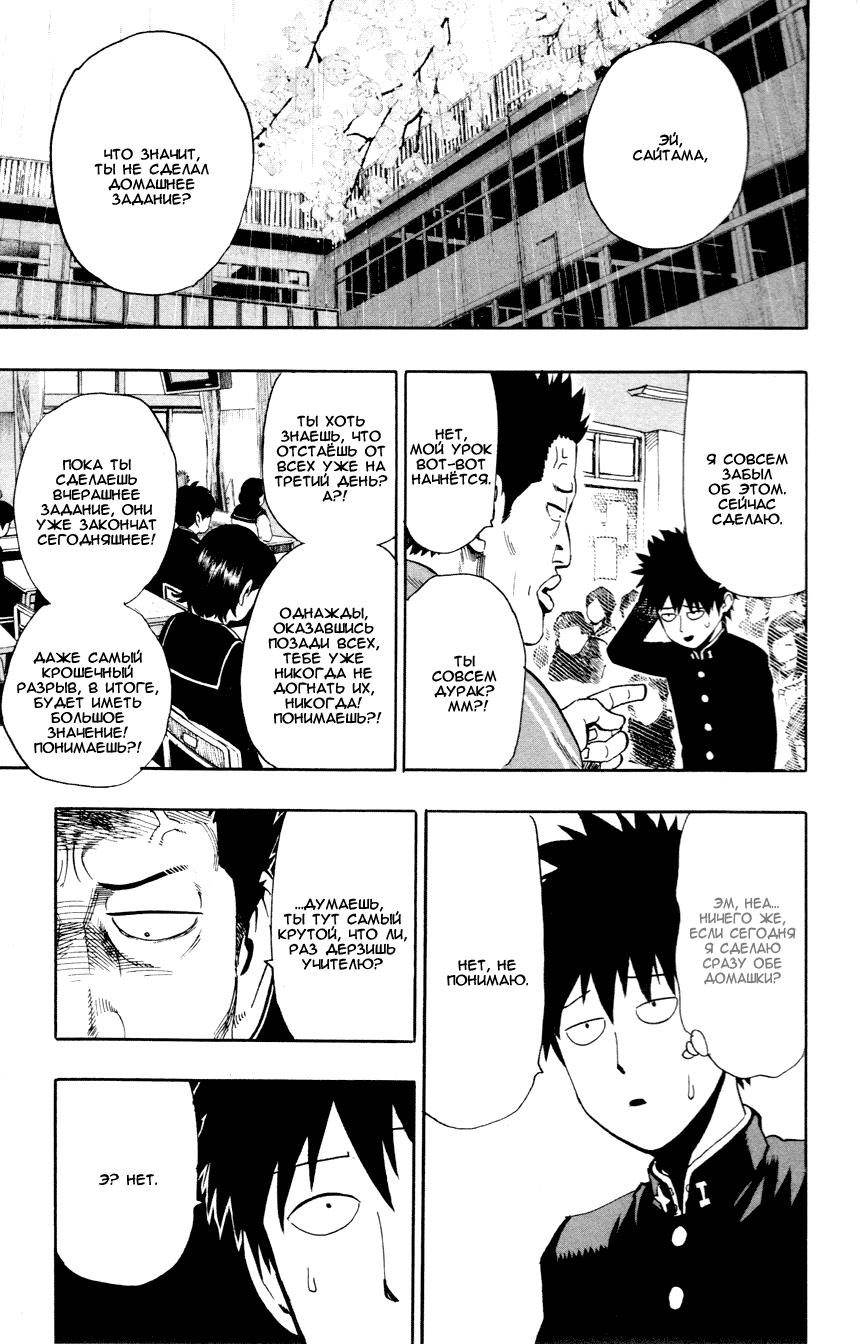 ЭЙ,
САЙТАМА,
ЧТО ЗНАЧИТ,
ТЫ НЕ СДЕЛАЛ
ДОМАШНЕЕ
ЗАДАНИЕ?
Я СОВСЕМ
ЗАБЫЛ
ОБ ЭТОМ.
СЕЙЧАС
СДЕЛАЮ.
НЕТ,
МОЙ УРОК
ВОТ-ВОТ
НАЧНЁТСЯ.
ТЫ
СОВСЕМ
ДУРАК?
ММ?!
ТЫ ХОТЬ
ЗНАЕШЬ, ЧТО
ОТСТАЁШЬ ОТ
ВСЕХ УЖЕ НА
ТРЕТИЙ ДЕНЬ?
А?!
ОДНАЖДЫ,
ОКАЗАВШИСЬ
ПОЗАДИ ВСЕХ,
ТЕБЕ УЖЕ
НИКОГДА НЕ
ДОГНАТЬ ИХ,
НИКОГДА!
ПОНИМАЕШЬ?!
ПОКА ТЫ
СДЕЛАЕШЬ
ВЧЕРАШНЕЕ
ЗАДАНИЕ, ОНИ
УЖЕ ЗАКОНЧАТ
СЕГОДНЯШНЕЕ!
ДАЖЕ САМЫЙ
КРОШЕЧНЫЙ
РАЗРЫВ, В ИТОГЕ,
БУДЕТ ИМЕТЬ
БОЛЬШОЕ
ЗНАЧЕНИЕ!
ПОНИМАЕШЬ?!
ЭМ, НЕА...
НИЧЕГО ЖЕ,
ЕСЛИ СЕГОДНЯ
Я СДЕЛАЮ
СРАЗУ ОБЕ
ДОМАШКИ?
НЕТ, НЕ
ПОНИМАЮ.
...ДУМАЕШЬ,
ТЫ ТУТ САМЫЙ
КРУТОЙ, ЧТО ЛИ,
РАЗ ДЕРЗИШЬ
УЧИТЕЛЮ?
Э? НЕТ.